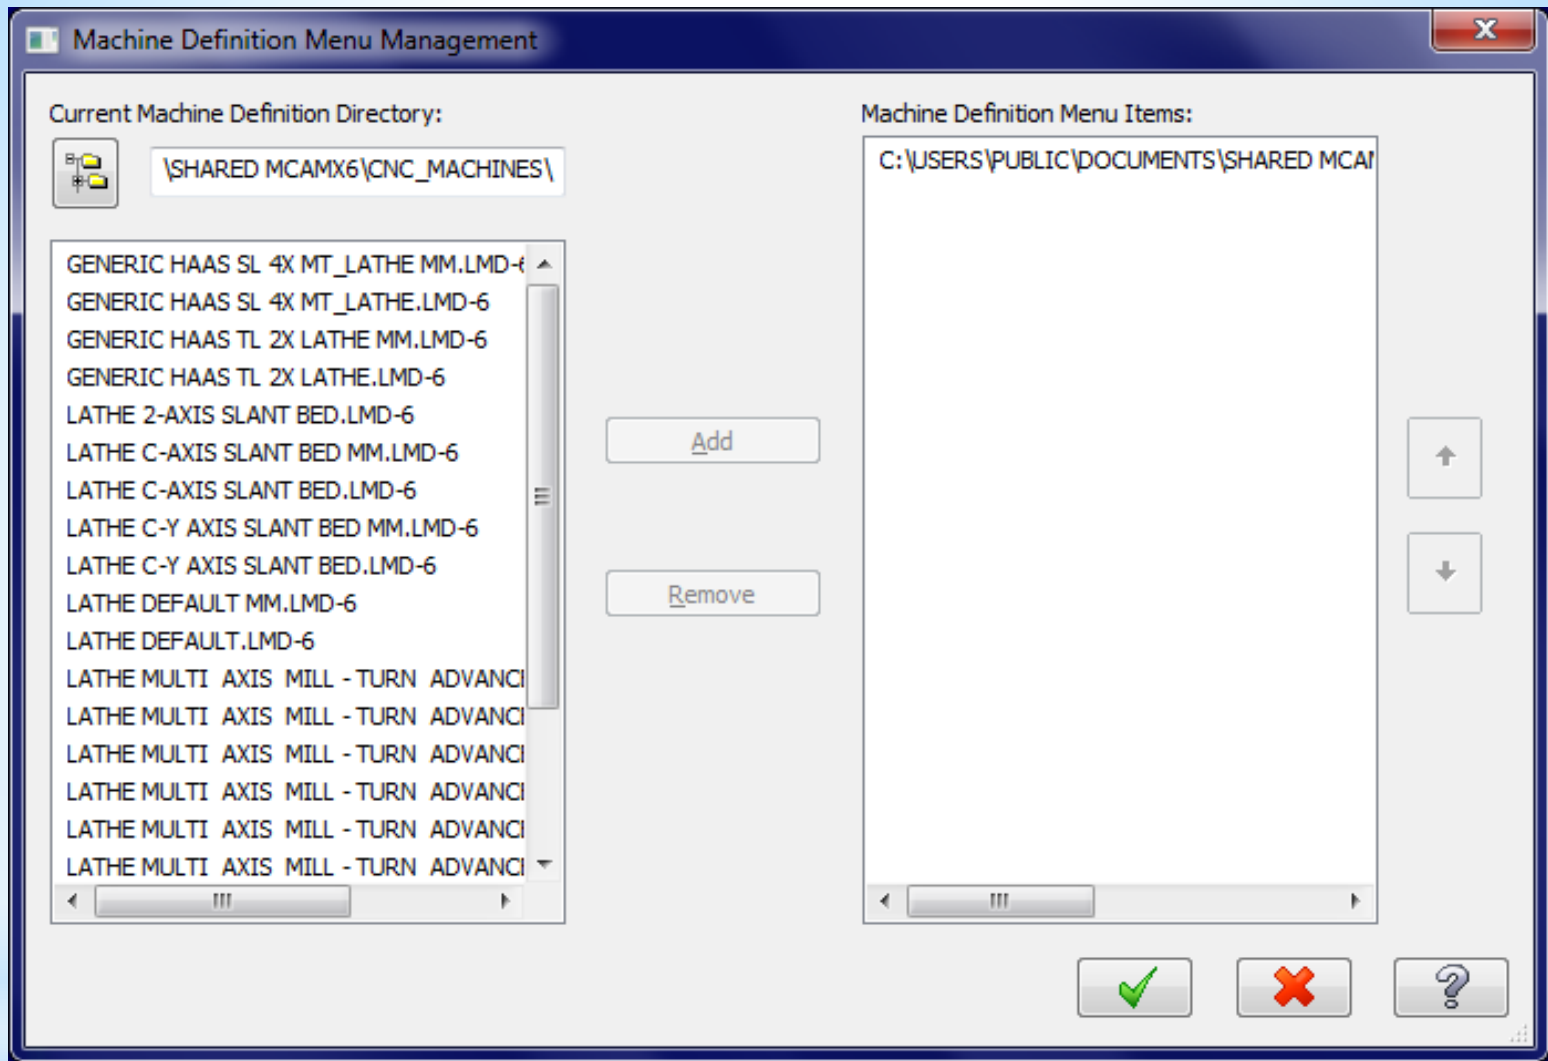 Machine Definition Menu Management
Current Machine Definition Directory:
\SHARED MCAMX6\CNC_MACHINES\
GENERIC HAAS SL 4X MT_LATHE MM.LMD-6
GENERIC HAAS SL 4X MT_LATHE.LMD-6
GENERIC HAAS TL 2X LATHE MM.LMD-6
GENERIC HAAS TL 2X LATHE.LMD-6
LATHE 2-AXIS SLANT BED.LMD-6
LATHE C-AXIS SLANT BED MM.LMD-6
LATHE C-AXIS SLANT BED.LMD-6
LATHE C-Y AXIS SLANT BED MM.LMD-6
LATHE C-Y AXIS SLANT BED.LMD-6
LATHE DEFAULT MM.LMD-6
LATHE DEFAULT.LMD-6
LATHE MULTI  AXIS  MILL - TURN  ADVANC
LATHE MULTI  AXIS  MILL - TURN  ADVANC
LATHE MULTI  AXIS  MILL - TURN  ADVANC
LATHE MULTI  AXIS  MILL - TURN  ADVANC
LATHE MULTI  AXIS  MILL - TURN  ADVANC
LATHE MULTI  AXIS  MILL - TURN  ADVANC
Add
Remove
Machine Definition Menu Items:
C:\USERS\PUBLIC\DOCUMENTS\SHARED MCAM